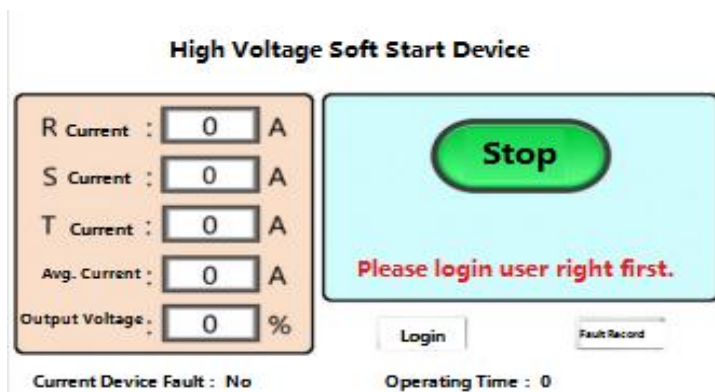 High Voltage Soft Start Device
R Current : 0 A
S Current : 0 A
T Current : 0 A
Avg. Current : 0 A
Output Voltage : 0 %
Stop
Please login user right first.
Login
Fault Record
Current Device Fault : No
Operating Time : 0